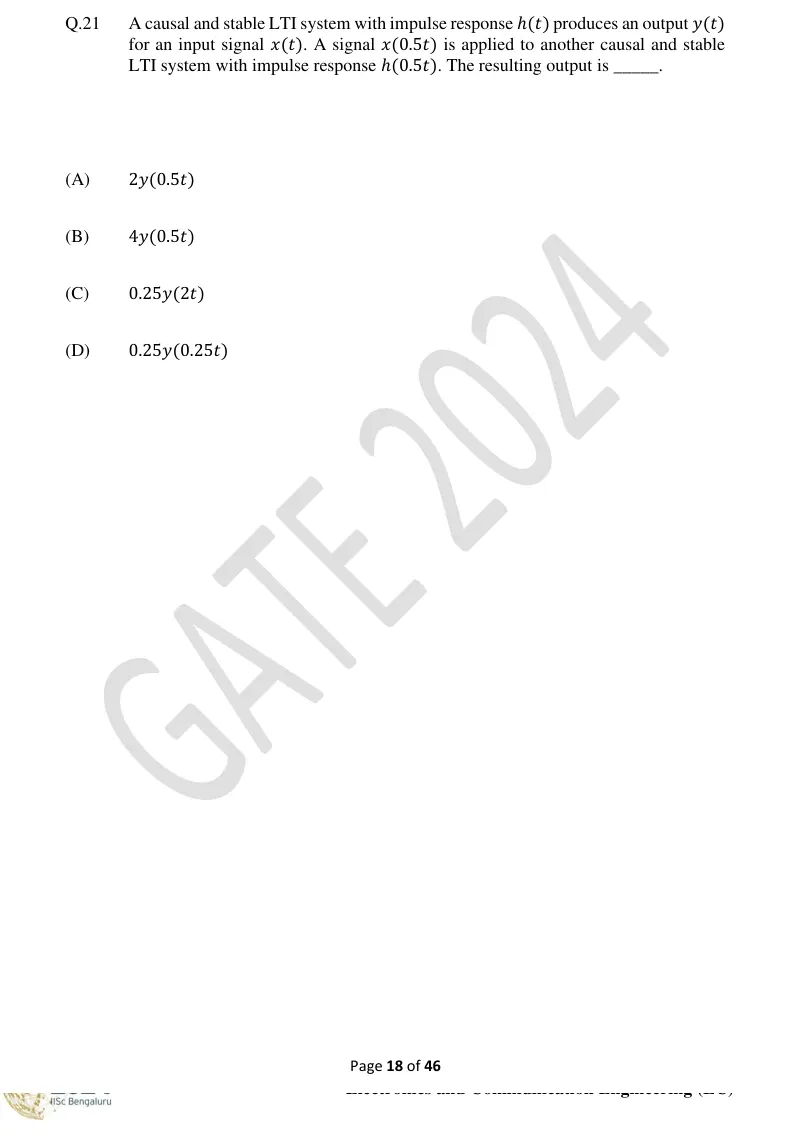 Q.21 A causal and stable LTI system with impulse response ℎ(𝑡) produces an output 𝑦(𝑡)
for an input signal 𝑥(𝑡). A signal 𝑥(0.5𝑡) is applied to another causal and stable
LTI system with impulse response ℎ(0.5𝑡). The resulting output is _____.
(A) 2𝑦(0.5𝑡)
(B) 4𝑦(0.5𝑡)
(C) 0.25𝑦(2𝑡)
(D) 0.25𝑦(0.25𝑡)
GATE 2024
Page 18 of 46
IISc Bengaluru